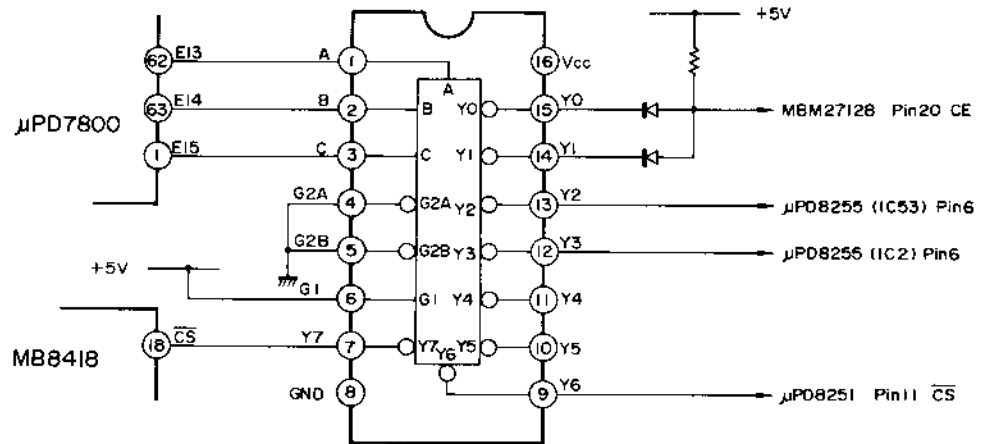 +5V
62 E13 A 1 16 Vcc
A
μPD7800 63 E14 B 2 B Y0 15 Y0 MBM27128 Pin20 CE
1 E15 C 3 C Y1 14 Y1
G2A 4 G2A Y2 13 Y2 μPD8255 (IC53) Pin6
G2B 5 G2B Y3 12 Y3 μPD8255 (IC2) Pin6
+5V
G1 6 G1 Y4 11 Y4
MB8418 18 C̅S̅ Y7 7 Y7 Y6 Y5 10 Y5
GND 8 9 Y6 μPD8251 Pin11 C̅S̅